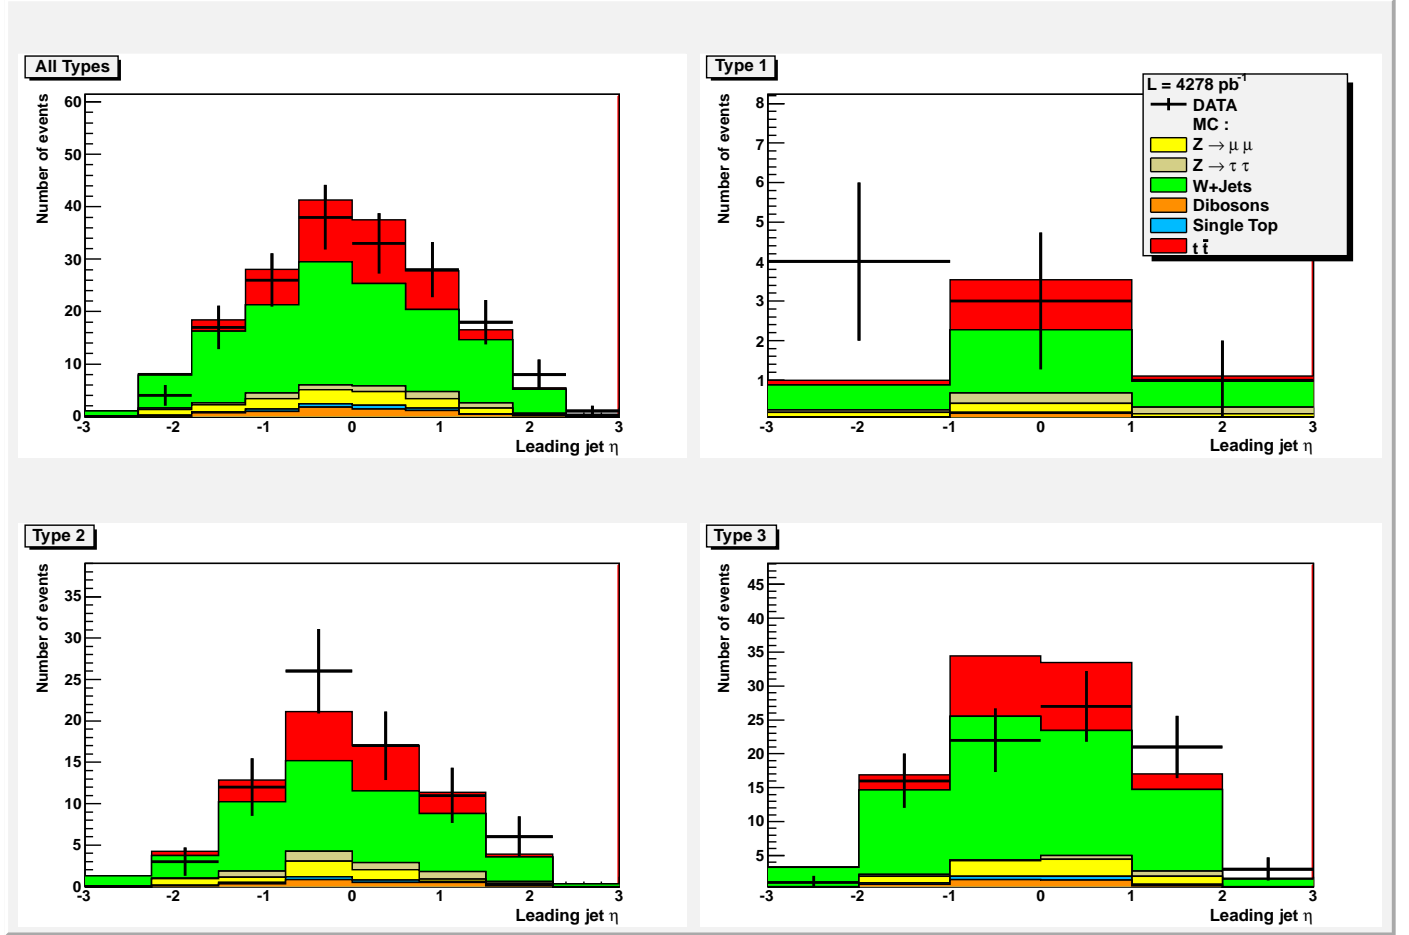 All Types
Number of events
60
50
40
30
20
10
0
-3 -2 -1 0 1 2 3
Leading jet η
Type 1
Number of events
8
7
6
5
4
3
2
1
-3 -2 -1 0 1 2 3
Leading jet η
L = 4278 pb⁻¹
DATA
MC :
Z → μ μ
Z → τ τ
W+Jets
Dibosons
Single Top
t t̄
Type 2
Number of events
35
30
25
20
15
10
5
0
-3 -2 -1 0 1 2 3
Leading jet η
Type 3
Number of events
45
40
35
30
25
20
15
10
5
-3 -2 -1 0 1 2 3
Leading jet η